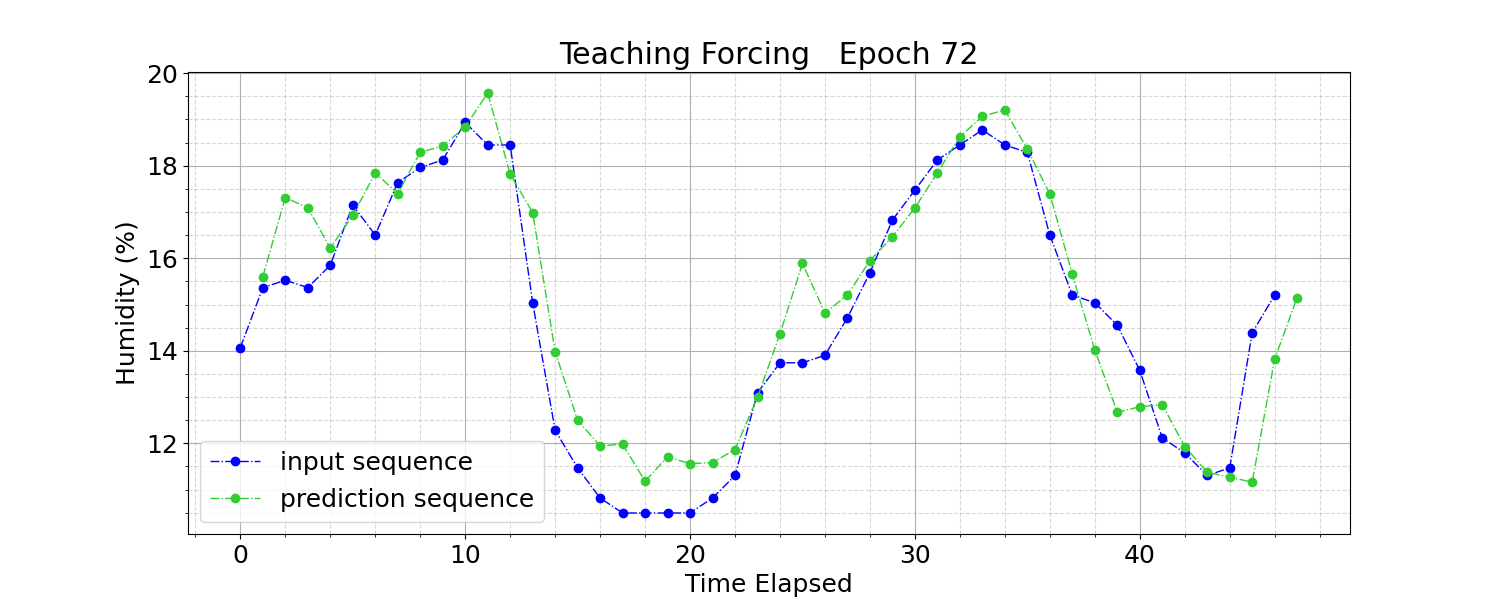 Teaching Forcing   Epoch 72
20
18
16
14
12
Humidity (%)
input sequence
prediction sequence
0 10 20 30 40
Time Elapsed